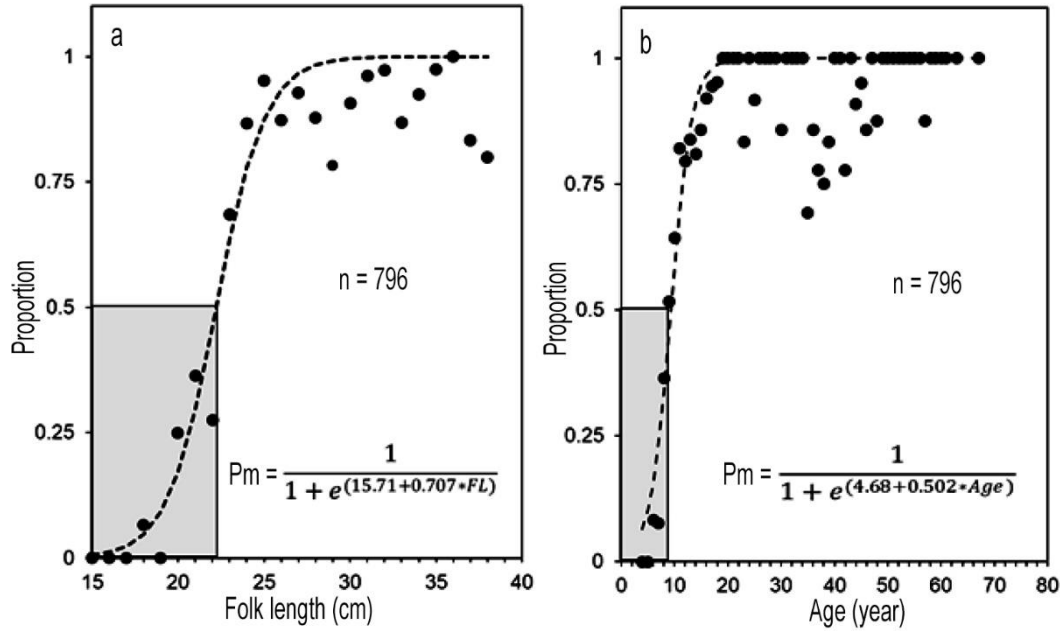 a
1
0.75
0.5
0.25
0
Proportion
n = 796
Pm = 1 / 1 + e^(15.71+0.707*FL)
15 20 25 30 35 40
Folk length (cm)
b
1
0.75
0.5
0.25
0
Proportion
n = 796
Pm = 1 / 1 + e^(4.68+0.502*Age)
0 10 20 30 40 50 60 70 80
Age (year)